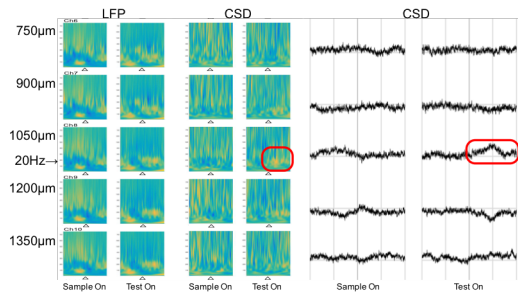 LFP CSD CSD
750μm Ch6
900μm Ch7
1050μm Ch8
20Hz→
1200μm Ch9
1350μm Ch10
Sample On Test On Sample On Test On Sample On Test On